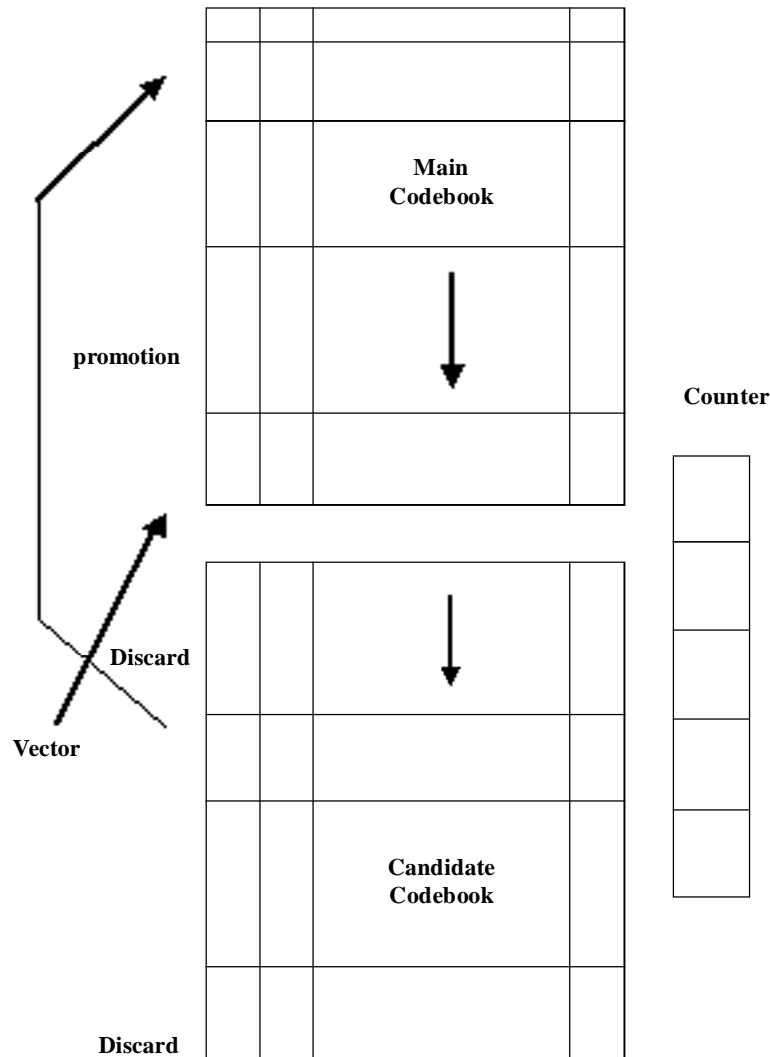 Main
Codebook
promotion
Counter
Discard
Vector
Candidate
Codebook
Discard